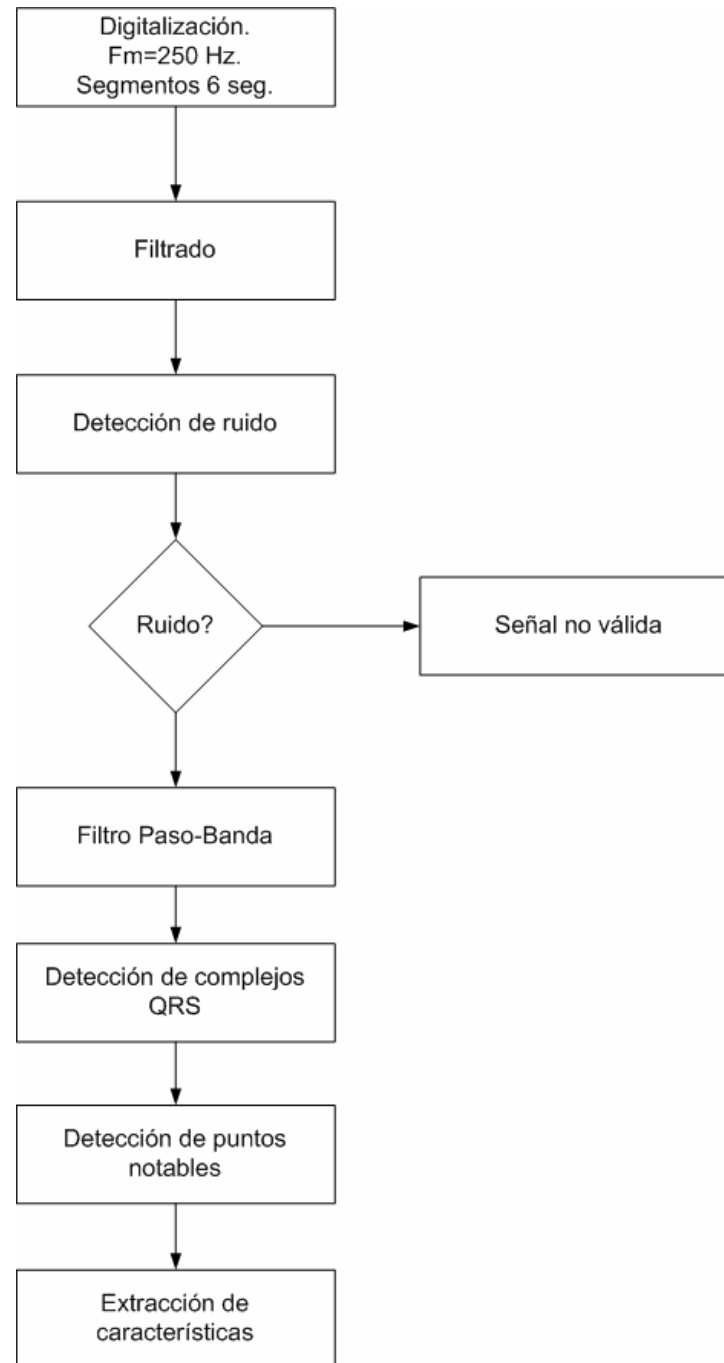 Digitalización.
Fm=250 Hz.
Segmentos 6 seg.
Filtrado
Detección de ruido
Ruido?
Señal no válida
Filtro Paso-Banda
Detección de complejos
QRS
Detección de puntos
notables
Extracción de
características